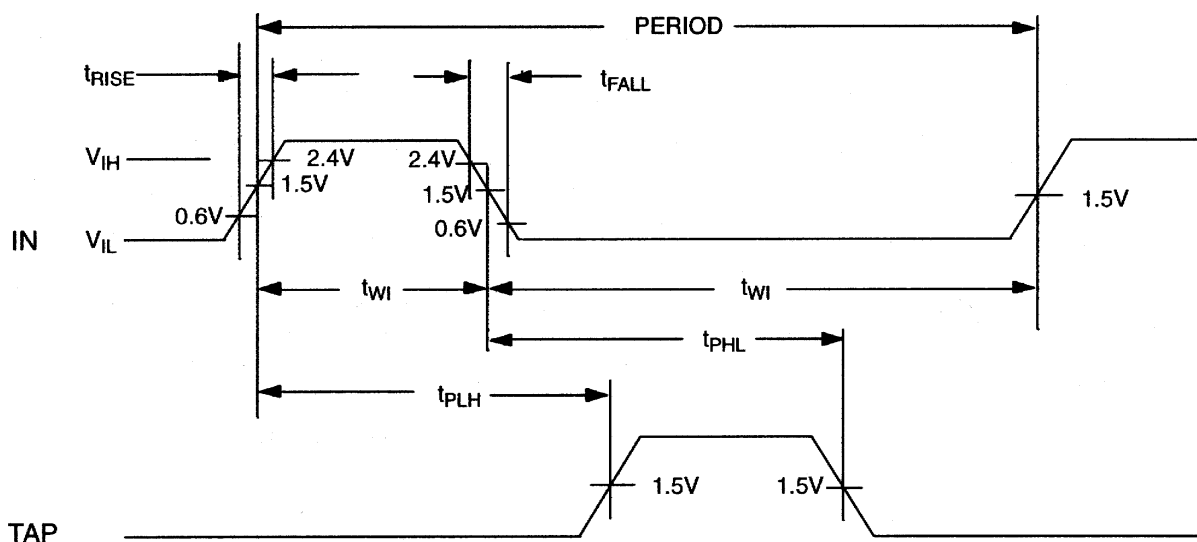 PERIOD
tRISE
tFALL
VIH
2.4V
2.4V
1.5V
1.5V
1.5V
0.6V
0.6V
IN
VIL
tWI
tWI
tPHL
tPLH
1.5V
1.5V
TAP